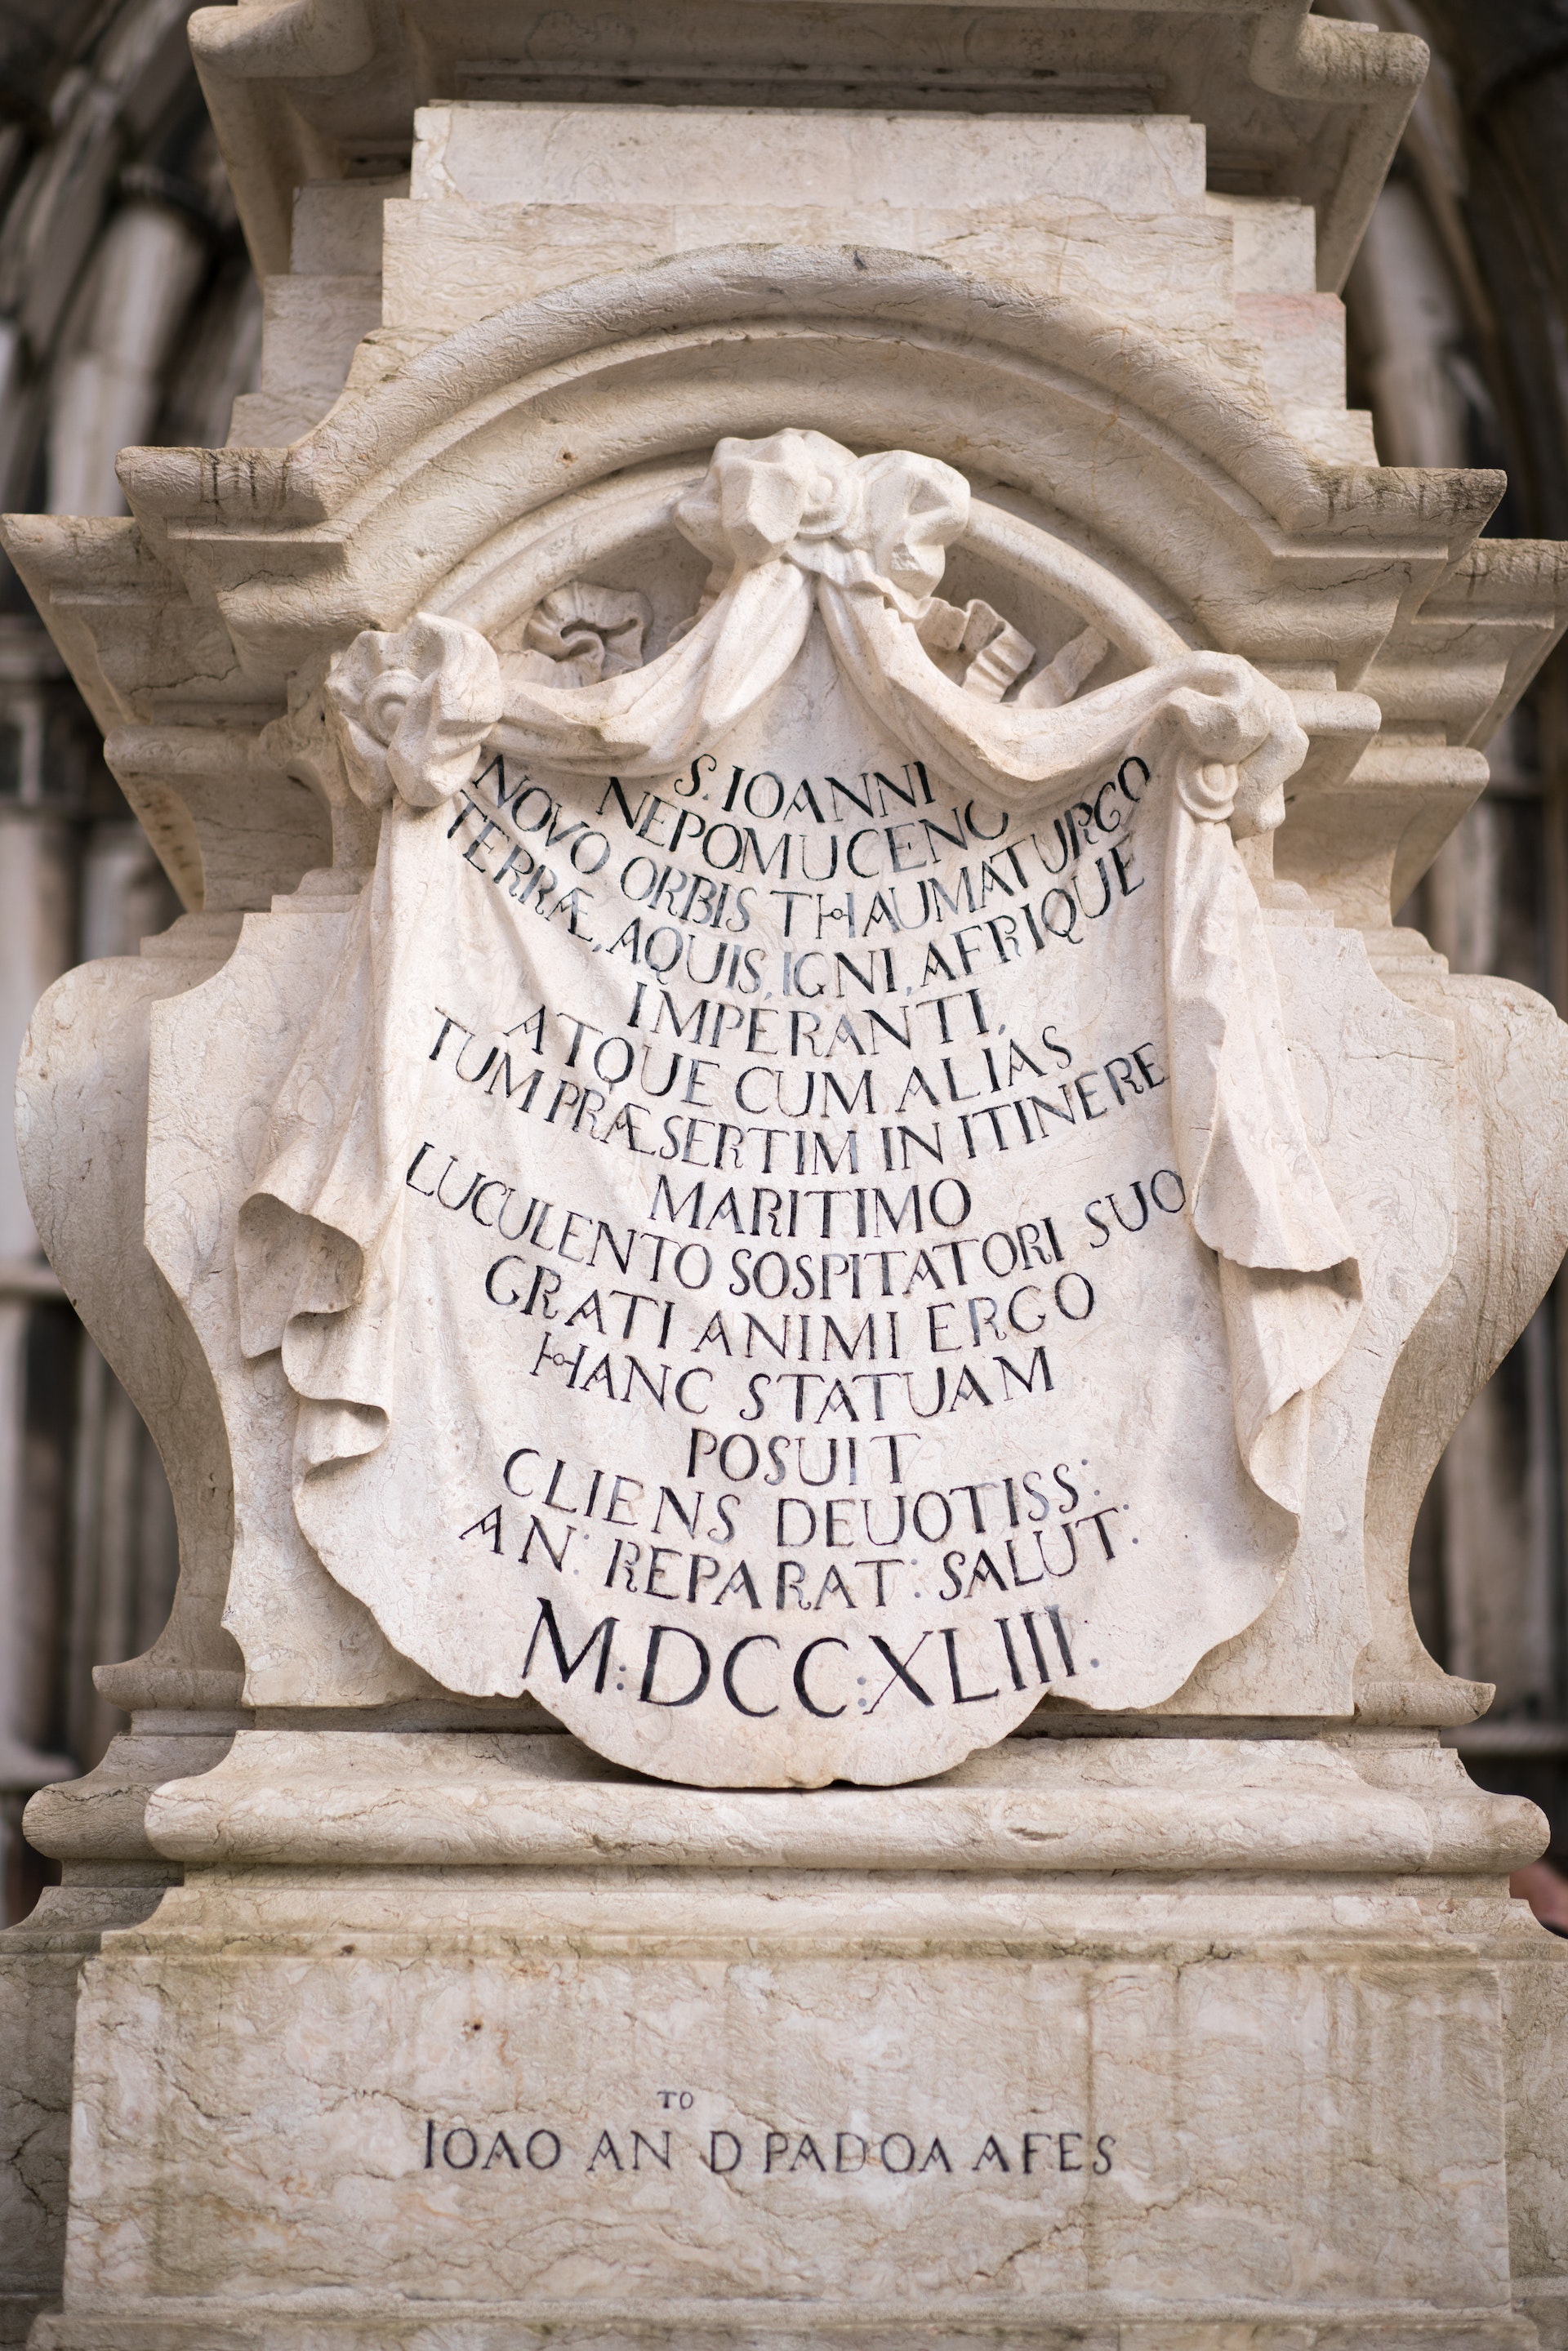 S. IOANNI
NEPOMUCENO
NOVO ORBIS THAUMATURGO
TERRÆ, AQUIS, IGNI, AFRIQUE
IMPERANTI,
ATQUE CUM ALIAS
TUM PRÆSERTIM IN ITINERE
MARITIMO
LUCULENTO SOSPITATORI SUO
GRATI ANIMI ERGO
HANC STATUAM
POSUIT
CLIENS DEUOTISS:
AN: REPARAT: SALUT:
M:DCC:XLIII:
TO
IOAO AN D PADOA A FES